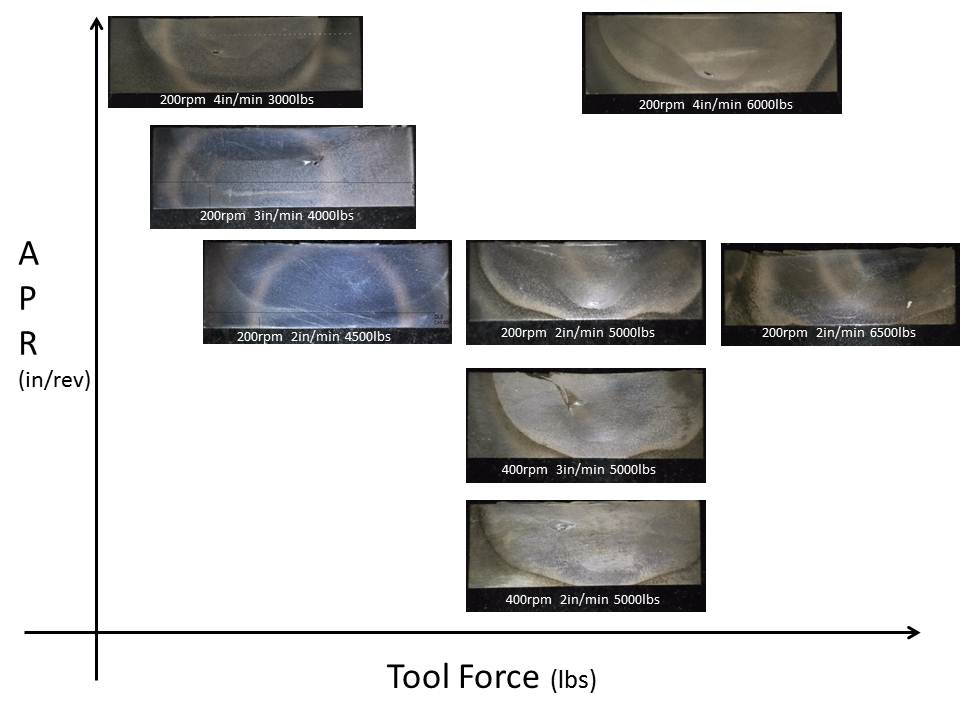 200rpm 4in/min 3000lbs
200rpm 4in/min 6000lbs
200rpm 3in/min 4000lbs
A
P
R
(in/rev)
200rpm 2in/min 4500lbs
200rpm 2in/min 5000lbs
200rpm 2in/min 6500lbs
400rpm 3in/min 5000lbs
400rpm 2in/min 5000lbs
Tool Force (lbs)